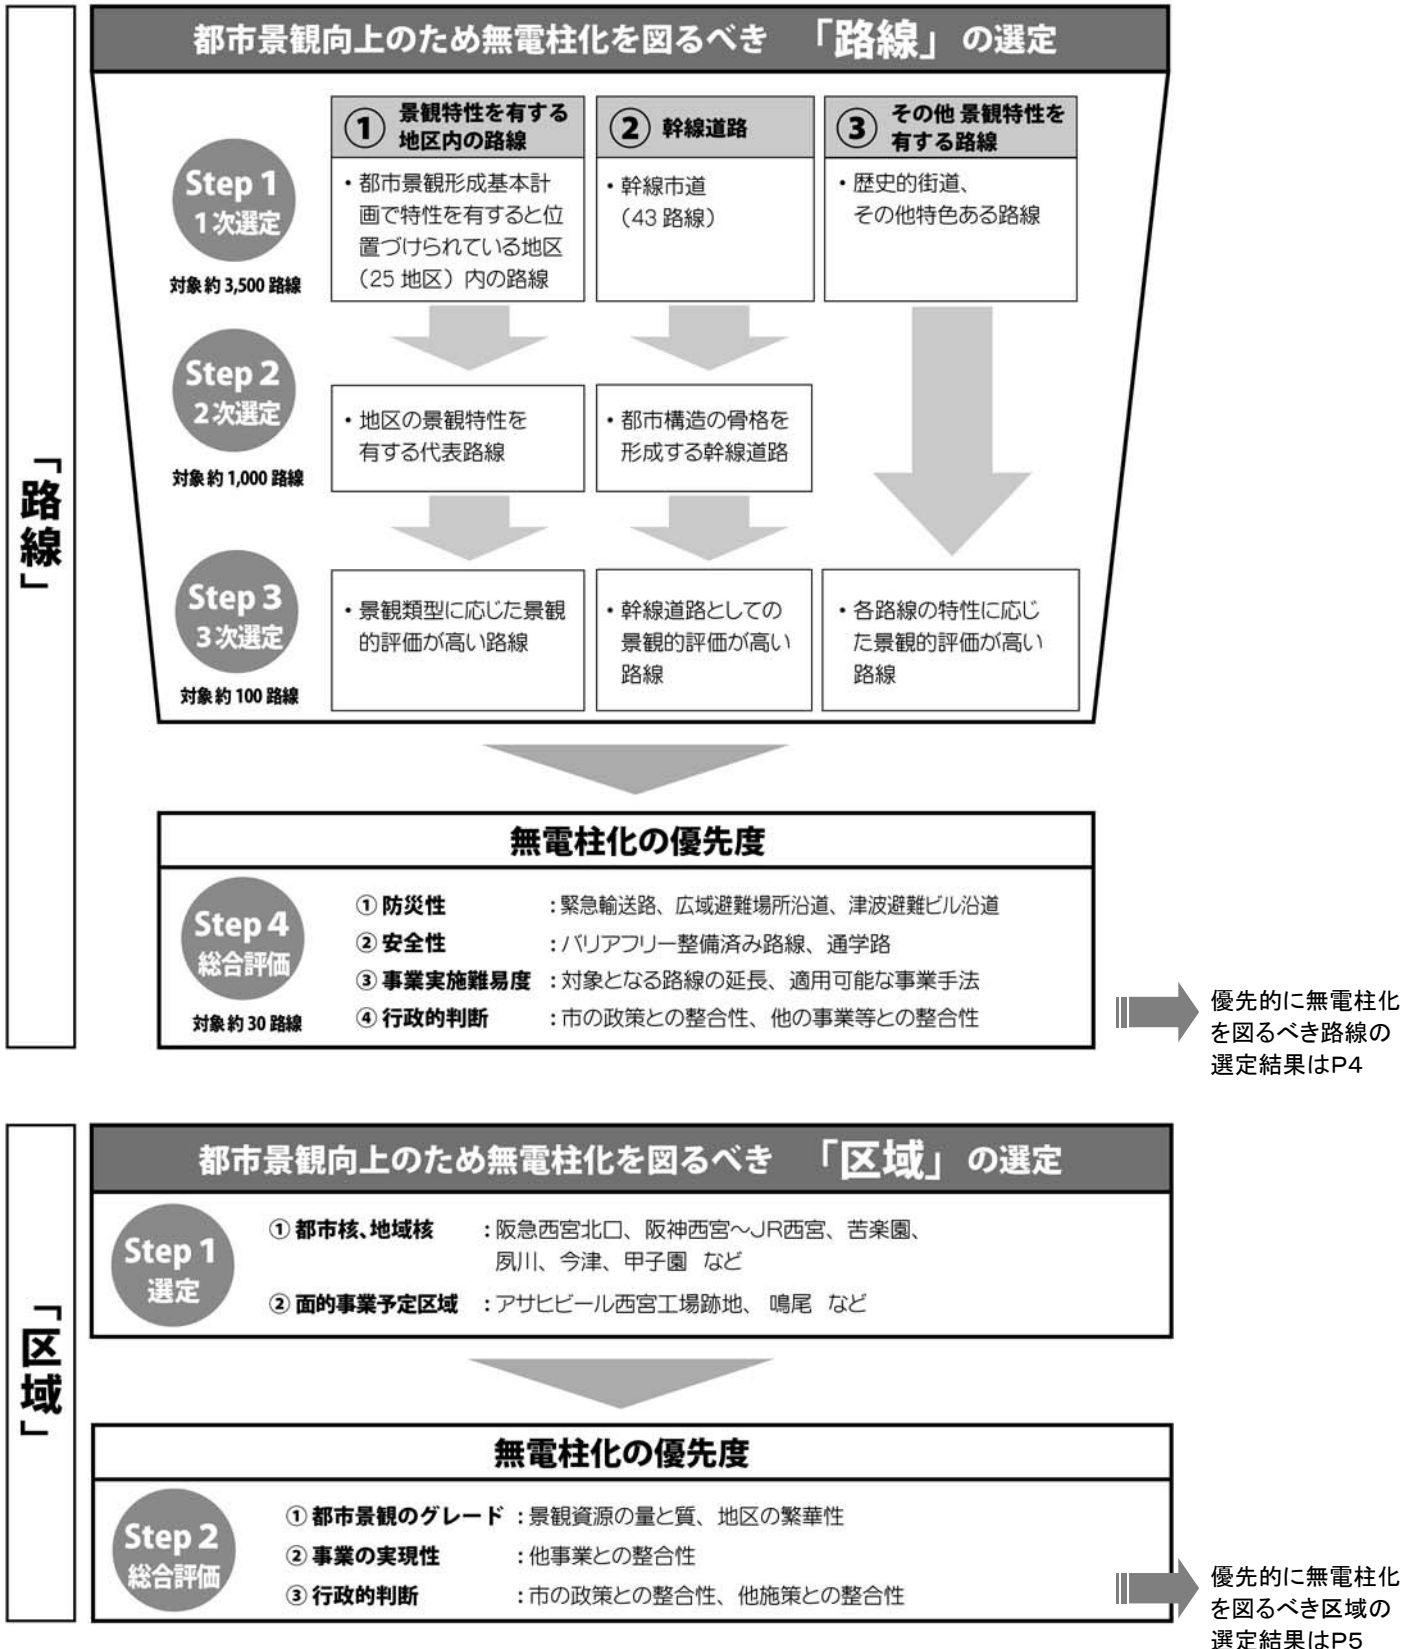 「路線」
都市景観向上のため無電柱化を図るべき 「路線」の選定
Step 1
1次選定
対象約3,500路線
① 景観特性を有する
地区内の路線
・都市景観形成基本計
画で特性を有すると位
置づけられている地区
（25地区）内の路線
② 幹線道路
・幹線市道
（43路線）
③ その他 景観特性を
有する路線
・歴史的街道、
その他特色ある路線
Step 2
2次選定
対象約1,000路線
・地区の景観特性を
有する代表路線
・都市構造の骨格を
形成する幹線道路
Step 3
3次選定
対象約100路線
・景観類型に応じた景観
的評価が高い路線
・幹線道路としての
景観的評価が高い
路線
・各路線の特性に応じ
た景観的評価が高い
路線
無電柱化の優先度
Step 4
総合評価
対象約30路線
① 防災性 ：緊急輸送路、広域避難場所沿道、津波避難ビル沿道
② 安全性 ：バリアフリー整備済み路線、通学路
③ 事業実施難易度 ：対象となる路線の延長、適用可能な事業手法
④ 行政的判断 ：市の政策との整合性、他の事業等との整合性
優先的に無電柱化
を図るべき路線の
選定結果はP4
「区域」
都市景観向上のため無電柱化を図るべき 「区域」の選定
Step 1
選定
① 都市核、地域核 ：阪急西宮北口、阪神西宮～JR西宮、苦楽園、
夙川、今津、甲子園 など
② 面的事業予定区域 ：アサヒビール西宮工場跡地、鳴尾 など
無電柱化の優先度
Step 2
総合評価
① 都市景観のグレード ：景観資源の量と質、地区の繁華性
② 事業の実現性 ：他事業との整合性
③ 行政的判断 ：市の政策との整合性、他施策との整合性
優先的に無電柱化
を図るべき区域の
選定結果はP5